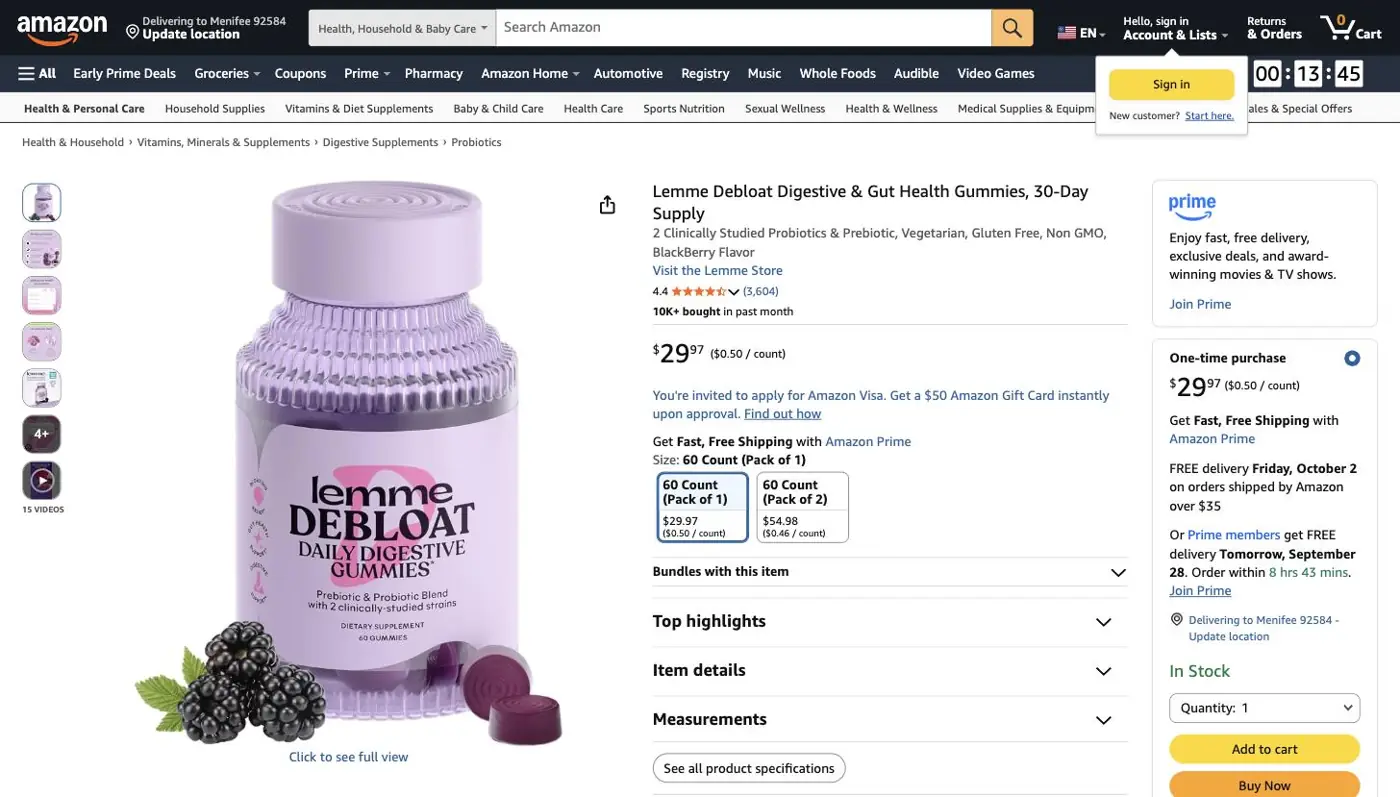 amazon
Delivering to Menifee 92584
Update location
Health, Household & Baby Care
Search Amazon
EN
Hello, sign in
Account & Lists
Returns
& Orders
0
Cart
All
Early Prime Deals
Groceries
Coupons
Prime
Pharmacy
Amazon Home
Automotive
Registry
Music
Whole Foods
Audible
Video Games
00 : 13 : 45
Sign in
New customer? Start here.
Health & Personal Care
Household Supplies
Vitamins & Diet Supplements
Baby & Child Care
Health Care
Sports Nutrition
Sexual Wellness
Health & Wellness
Medical Supplies & Equipm
ales & Special Offers
Health & Household › Vitamins, Minerals & Supplements › Digestive Supplements › Probiotics
4+
15 VIDEOS
lemme
DEBLOAT
DAILY DIGESTIVE
GUMMIES®
Prebiotic & Probiotic Blend
with 2 clinically-studied strains
DIETARY SUPPLEMENT
60 GUMMIES
Click to see full view
Lemme Debloat Digestive & Gut Health Gummies, 30-Day
Supply
2 Clinically Studied Probiotics & Prebiotic, Vegetarian, Gluten Free, Non GMO,
BlackBerry Flavor
Visit the Lemme Store
4.4 (3,604)
10K+ bought in past month
$29.97 ($0.50 / count)
You're invited to apply for Amazon Visa. Get a $50 Amazon Gift Card instantly
upon approval. Find out how
Get Fast, Free Shipping with Amazon Prime
Size: 60 Count (Pack of 1)
60 Count
(Pack of 1)
$29.97
($0.50 / count)
60 Count
(Pack of 2)
$54.98
($0.46 / count)
Bundles with this item
Top highlights
Item details
Measurements
See all product specifications
prime
Enjoy fast, free delivery,
exclusive deals, and award-
winning movies & TV shows.
Join Prime
One-time purchase
$29.97 ($0.50 / count)
Get Fast, Free Shipping with
Amazon Prime
FREE delivery Friday, October 2
on orders shipped by Amazon
over $35
Or Prime members get FREE
delivery Tomorrow, September
28. Order within 8 hrs 43 mins.
Join Prime
Delivering to Menifee 92584 -
Update location
In Stock
Quantity: 1
Add to cart
Buy Now